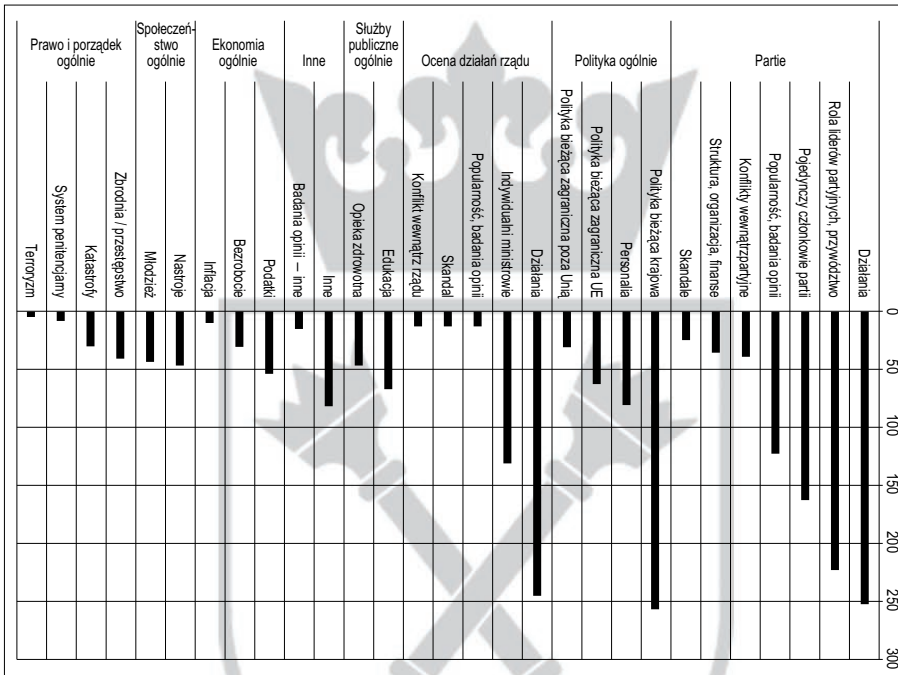 Prawo i porządek
ogólnie
Społeczeń-
stwo
ogólnie
Ekonomia
ogólnie
Inne
Służby
publiczne
ogólnie
Ocena działań rządu
Polityka ogólnie
Partie
Terroryzm
System penitencjarny
Katastrofy
Zbrodnia / przestępstwo
Młodzież
Nastroje
Inflacja
Bezrobocie
Podatki
Badania opinii – inne
Inne
Opieka zdrowotna
Edukacja
Konflikt wewnątrz rządu
Skandal
Popularność, badania opinii
Indywidualni ministrowie
Działania
Polityka bieżąca zagraniczna poza Unią
Polityka bieżąca zagraniczna UE
Personalia
Polityka bieżąca krajowa
Skandale
Struktura, organizacja, finanse
Konflikty wewnątrzpartyjne
Popularność, badania opinii
Pojedynczy członkowie partii
Rola liderów partyjnych, przywództwo
Działania
0
50
100
150
200
250
300